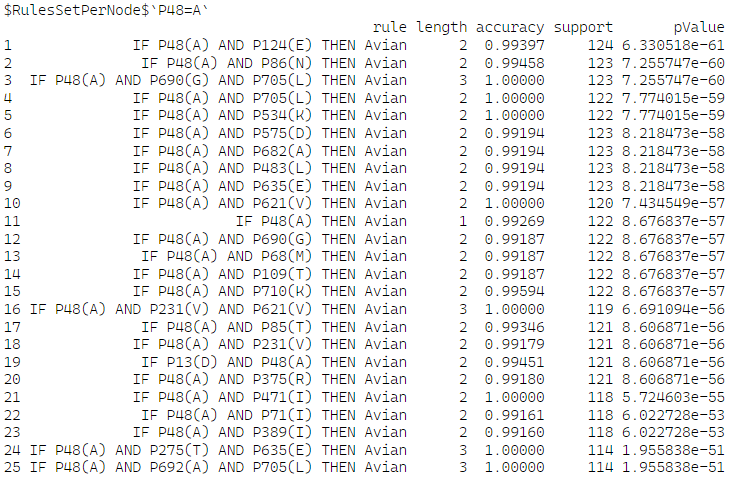 $RulesSetPerNode$`P48=A`
rule length accuracy support pValue
1 IF P48(A) AND P124(E) THEN Avian 2 0.99397 124 6.330518e-61
2 IF P48(A) AND P86(N) THEN Avian 2 0.99458 123 7.255747e-60
3 IF P48(A) AND P690(G) AND P705(L) THEN Avian 3 1.00000 123 7.255747e-60
4 IF P48(A) AND P705(L) THEN Avian 2 1.00000 122 7.774015e-59
5 IF P48(A) AND P534(K) THEN Avian 2 1.00000 122 7.774015e-59
6 IF P48(A) AND P575(D) THEN Avian 2 0.99194 123 8.218473e-58
7 IF P48(A) AND P682(A) THEN Avian 2 0.99194 123 8.218473e-58
8 IF P48(A) AND P483(L) THEN Avian 2 0.99194 123 8.218473e-58
9 IF P48(A) AND P635(E) THEN Avian 2 0.99194 123 8.218473e-58
10 IF P48(A) AND P621(V) THEN Avian 2 1.00000 120 7.434549e-57
11 IF P48(A) THEN Avian 1 0.99269 122 8.676837e-57
12 IF P48(A) AND P690(G) THEN Avian 2 0.99187 122 8.676837e-57
13 IF P48(A) AND P68(M) THEN Avian 2 0.99187 122 8.676837e-57
14 IF P48(A) AND P109(T) THEN Avian 2 0.99187 122 8.676837e-57
15 IF P48(A) AND P710(K) THEN Avian 2 0.99594 122 8.676837e-57
16 IF P48(A) AND P231(V) AND P621(V) THEN Avian 3 1.00000 119 6.691094e-56
17 IF P48(A) AND P85(T) THEN Avian 2 0.99346 121 8.606871e-56
18 IF P48(A) AND P231(V) THEN Avian 2 0.99179 121 8.606871e-56
19 IF P13(D) AND P48(A) THEN Avian 2 0.99451 121 8.606871e-56
20 IF P48(A) AND P375(R) THEN Avian 2 0.99180 121 8.606871e-56
21 IF P48(A) AND P471(I) THEN Avian 2 1.00000 118 5.724603e-55
22 IF P48(A) AND P71(I) THEN Avian 2 0.99161 118 6.022728e-53
23 IF P48(A) AND P389(I) THEN Avian 2 0.99160 118 6.022728e-53
24 IF P48(A) AND P275(T) AND P635(E) THEN Avian 3 1.00000 114 1.955838e-51
25 IF P48(A) AND P692(A) AND P705(L) THEN Avian 3 1.00000 114 1.955838e-51